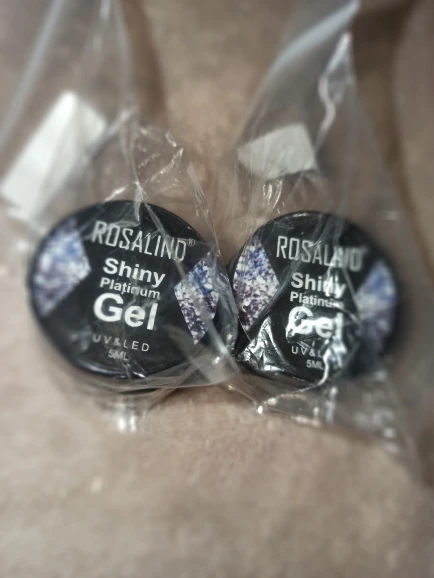 ROSALIND®
Shiny
Platinum
Gel
UV & LED
5ML
ROSALIND
Shiny
Platinum
Gel
UV & LED
5ML